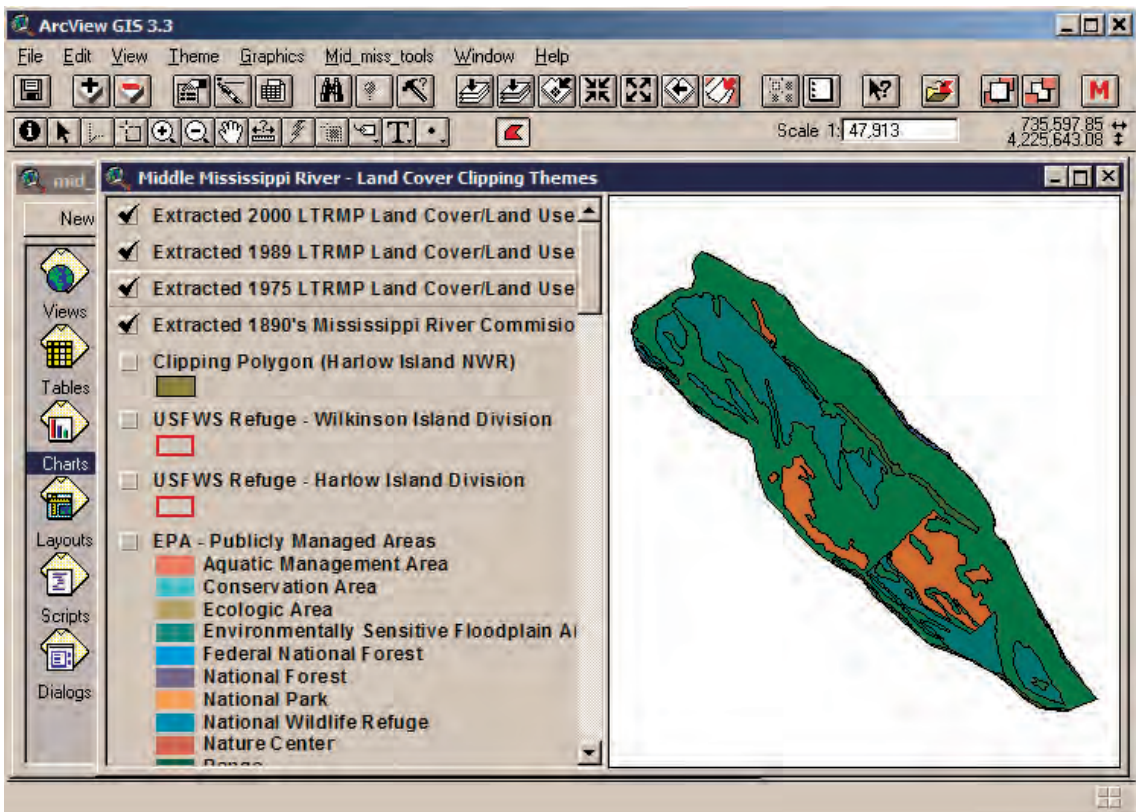 ArcView GIS 3.3
File Edit View Theme Graphics Mid_miss_tools Window Help
M
T
Scale 1: 47,913
735,597.85
4,225,643.08
mid_
Middle Mississippi River - Land Cover Clipping Themes
New
Views
Tables
Charts
Layouts
Scripts
Dialogs
Extracted 2000 LTRMP Land Cover/Land Use
Extracted 1989 LTRMP Land Cover/Land Use
Extracted 1975 LTRMP Land Cover/Land Use
Extracted 1890's Mississippi River Commisio
Clipping Polygon (Harlow Island NWR)
USFWS Refuge - Wilkinson Island Division
USFWS Refuge - Harlow Island Division
EPA - Publicly Managed Areas
Aquatic Management Area
Conservation Area
Ecologic Area
Environmentally Sensitive Floodplain
Federal National Forest
National Forest
National Park
National Wildlife Refuge
Nature Center